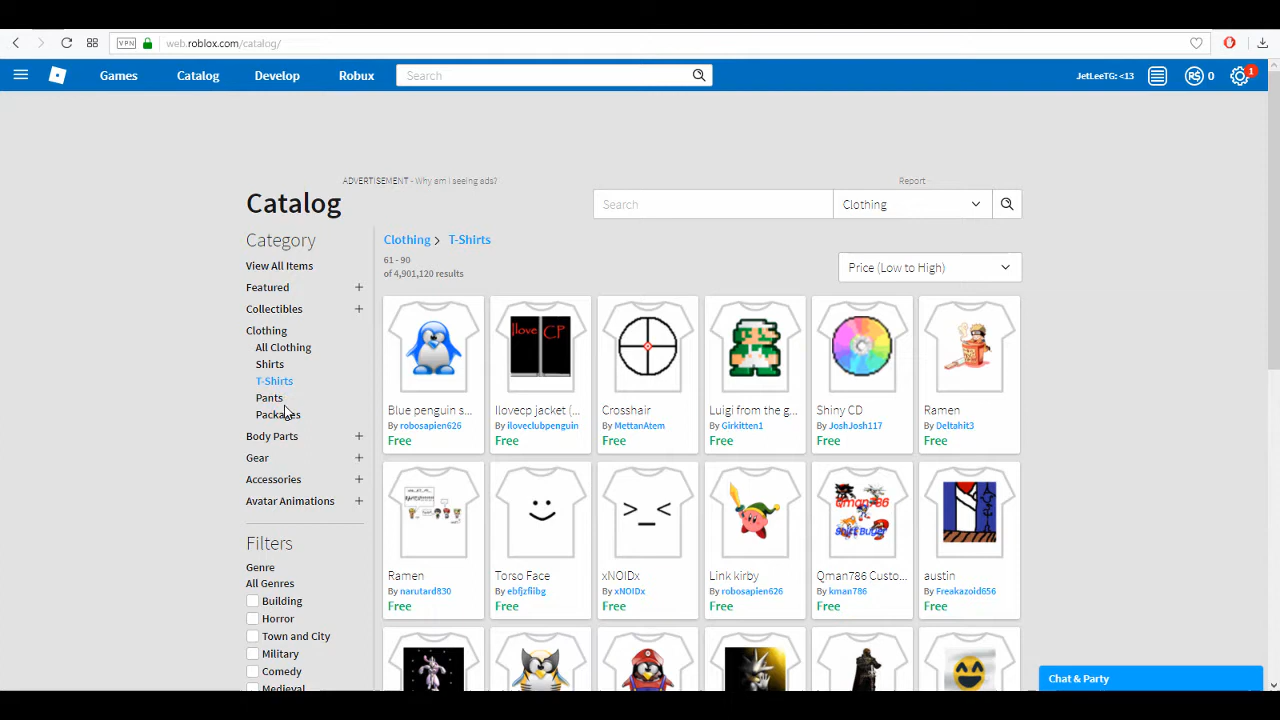 VPN web.roblox.com/catalog/
Games Catalog Develop Robux Search JetLeeTG: <13 R$ 0 1
ADVERTISEMENT - Why am I seeing ads? Report
Catalog
Search Clothing
Category
View All Items
Featured +
Collectibles +
Clothing
All Clothing
Shirts
T-Shirts
Pants
Packages
Body Parts +
Gear +
Accessories +
Avatar Animations +
Filters
Genre
All Genres
Building
Horror
Town and City
Military
Comedy
Medieval
Clothing > T-Shirts
61 - 90
of 4,901,120 results
Price (Low to High)
Ilove CP
Blue penguin s... Ilovecp jacket (... Crosshair Luigi from the g... Shiny CD Ramen
By robosapien626 By iloveclubpenguin By MettanAtem By Girkitten1 By JoshJosh117 By Deltahit3
Free Free Free Free Free Free
qman786
Shirt Buyer
Ramen Torso Face xNOIDx Link kirby Qman786 Custo... austin
By narutard830 By ebfjzfiibg By xNOIDx By robosapien626 By kman786 By Freakazoid656
Free Free Free Free Free Free
Chat & Party